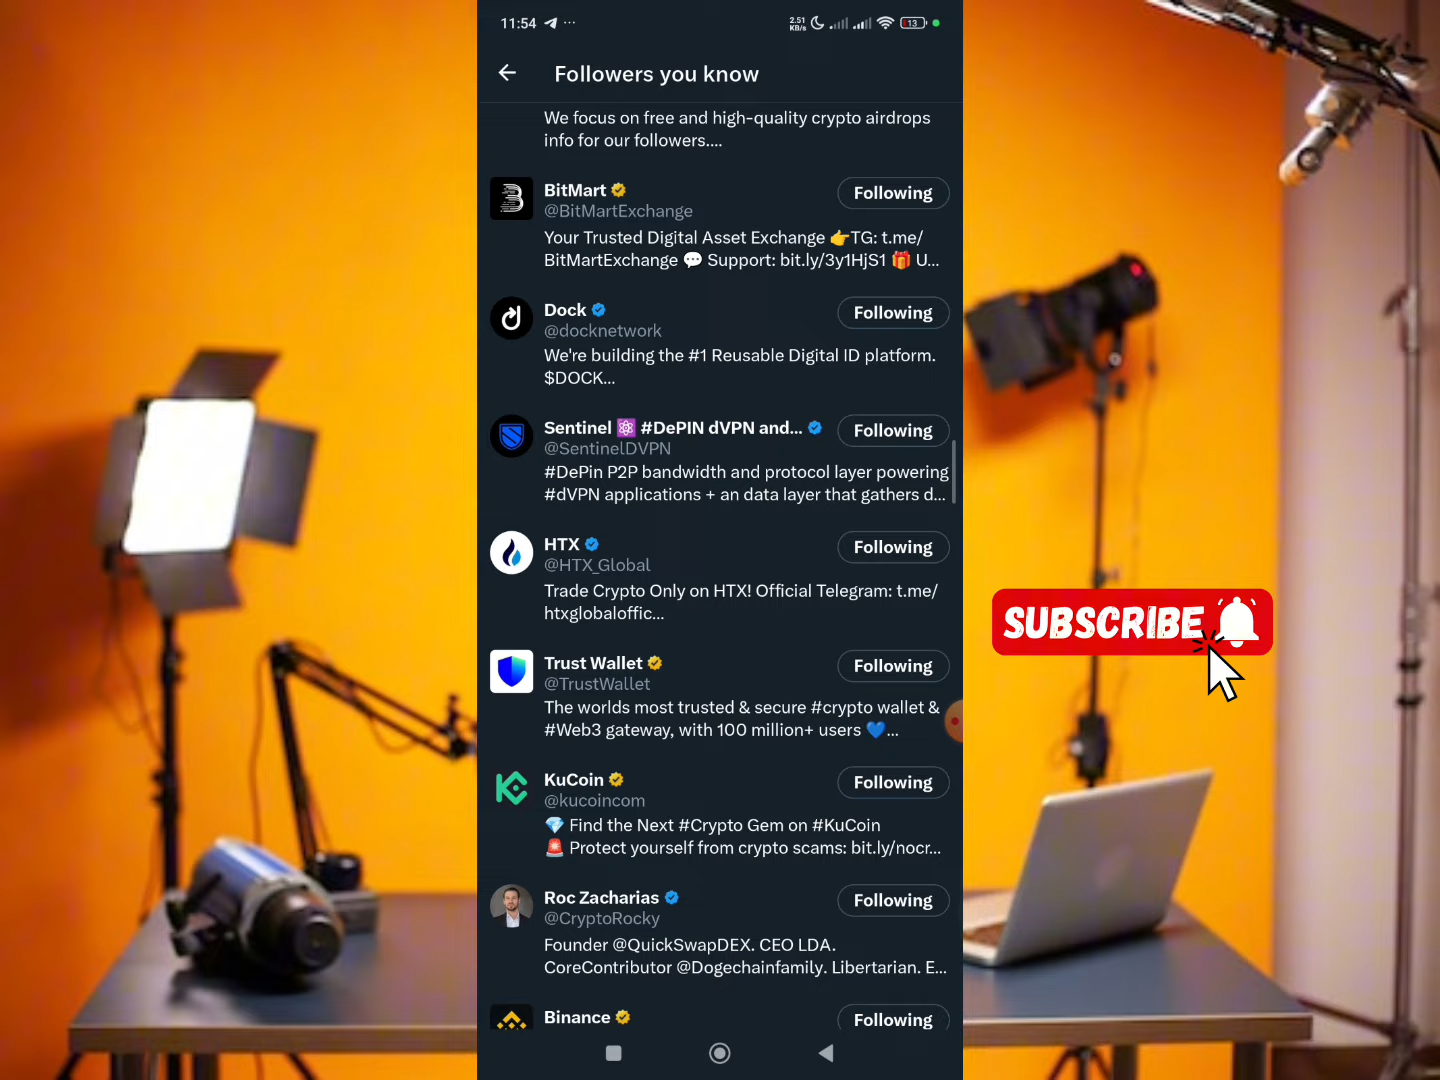 11:54
2.51
KB/s
13
Followers you know
We focus on free and high-quality crypto airdrops
info for our followers....
BitMart
Following
@BitMartExchange
Your Trusted Digital Asset Exchange 👉TG: t.me/
BitMartExchange 💬 Support: bit.ly/3y1HjS1 🎁 U...
Dock
Following
@docknetwork
We're building the #1 Reusable Digital ID platform.
$DOCK...
Sentinel ⚛️ #DePIN dVPN and...
Following
@SentinelDVPN
#DePin P2P bandwidth and protocol layer powering
#dVPN applications + an data layer that gathers d...
HTX
Following
@HTX_Global
Trade Crypto Only on HTX! Official Telegram: t.me/
htxglobaloffic...
Trust Wallet
Following
@TrustWallet
The worlds most trusted & secure #crypto wallet &
#Web3 gateway, with 100 million+ users 💙...
KuCoin
Following
@kucoincom
💎 Find the Next #Crypto Gem on #KuCoin
🚨 Protect yourself from crypto scams: bit.ly/nocr...
Roc Zacharias
Following
@CryptoRocky
Founder @QuickSwapDEX. CEO LDA.
CoreContributor @Dogechainfamily. Libertarian. E...
Binance
Following
SUBSCRIBE